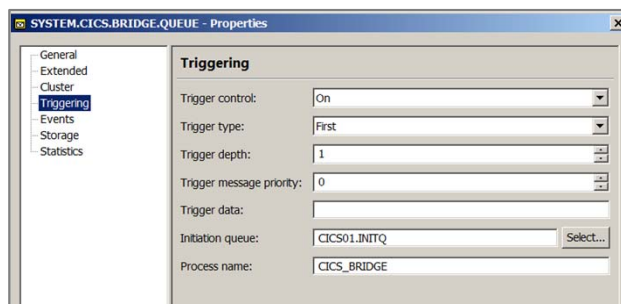 SYSTEM.CICS.BRIDGE.QUEUE - Properties
General
Extended
Cluster
Triggering
Events
Storage
Statistics
Triggering
Trigger control: On
Trigger type: First
Trigger depth: 1
Trigger message priority: 0
Trigger data:
Initiation queue: CICS01.INITQ Select...
Process name: CICS_BRIDGE